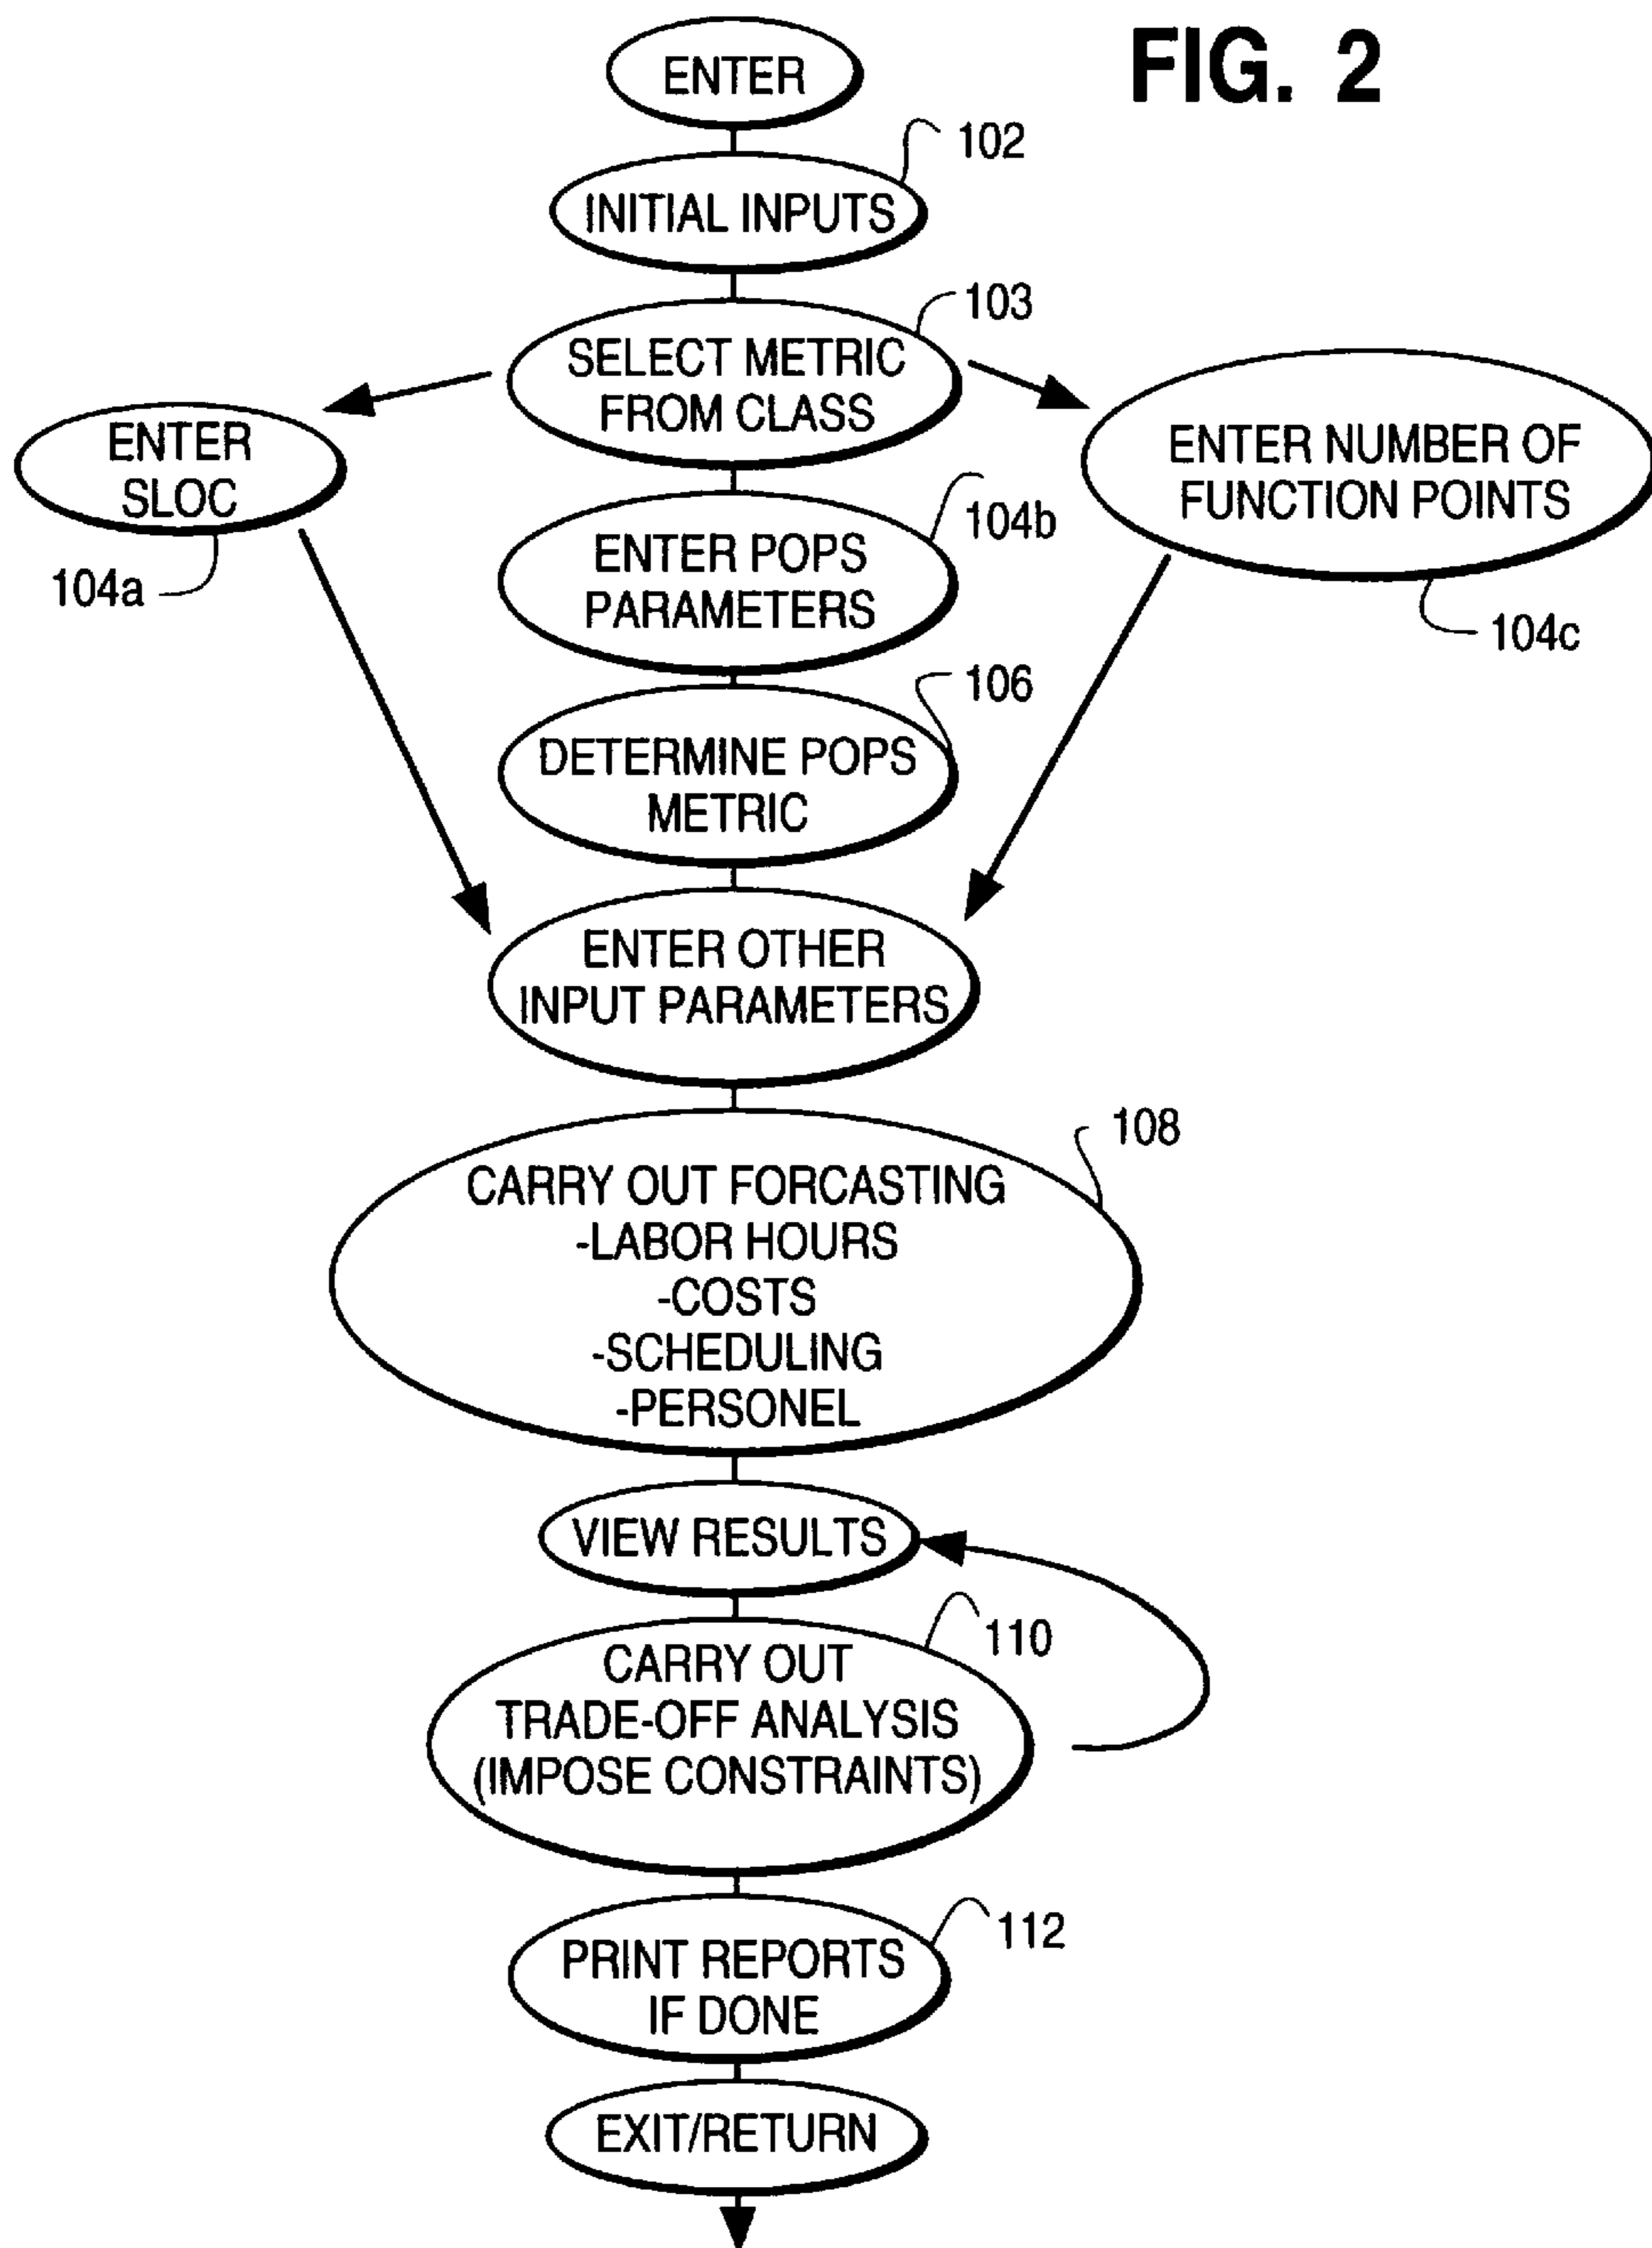 FIG. 2
ENTER
102
INITIAL INPUTS
103
SELECT METRIC
FROM CLASS
ENTER
SLOC
104a
ENTER NUMBER OF
FUNCTION POINTS
104c
104b
ENTER POPS
PARAMETERS
106
DETERMINE POPS
METRIC
ENTER OTHER
INPUT PARAMETERS
108
CARRY OUT FORCASTING
-LABOR HOURS
-COSTS
-SCHEDULING
-PERSONEL
VIEW RESULTS
110
CARRY OUT
TRADE-OFF ANALYSIS
(IMPOSE CONSTRAINTS)
112
PRINT REPORTS
IF DONE
EXIT/RETURN